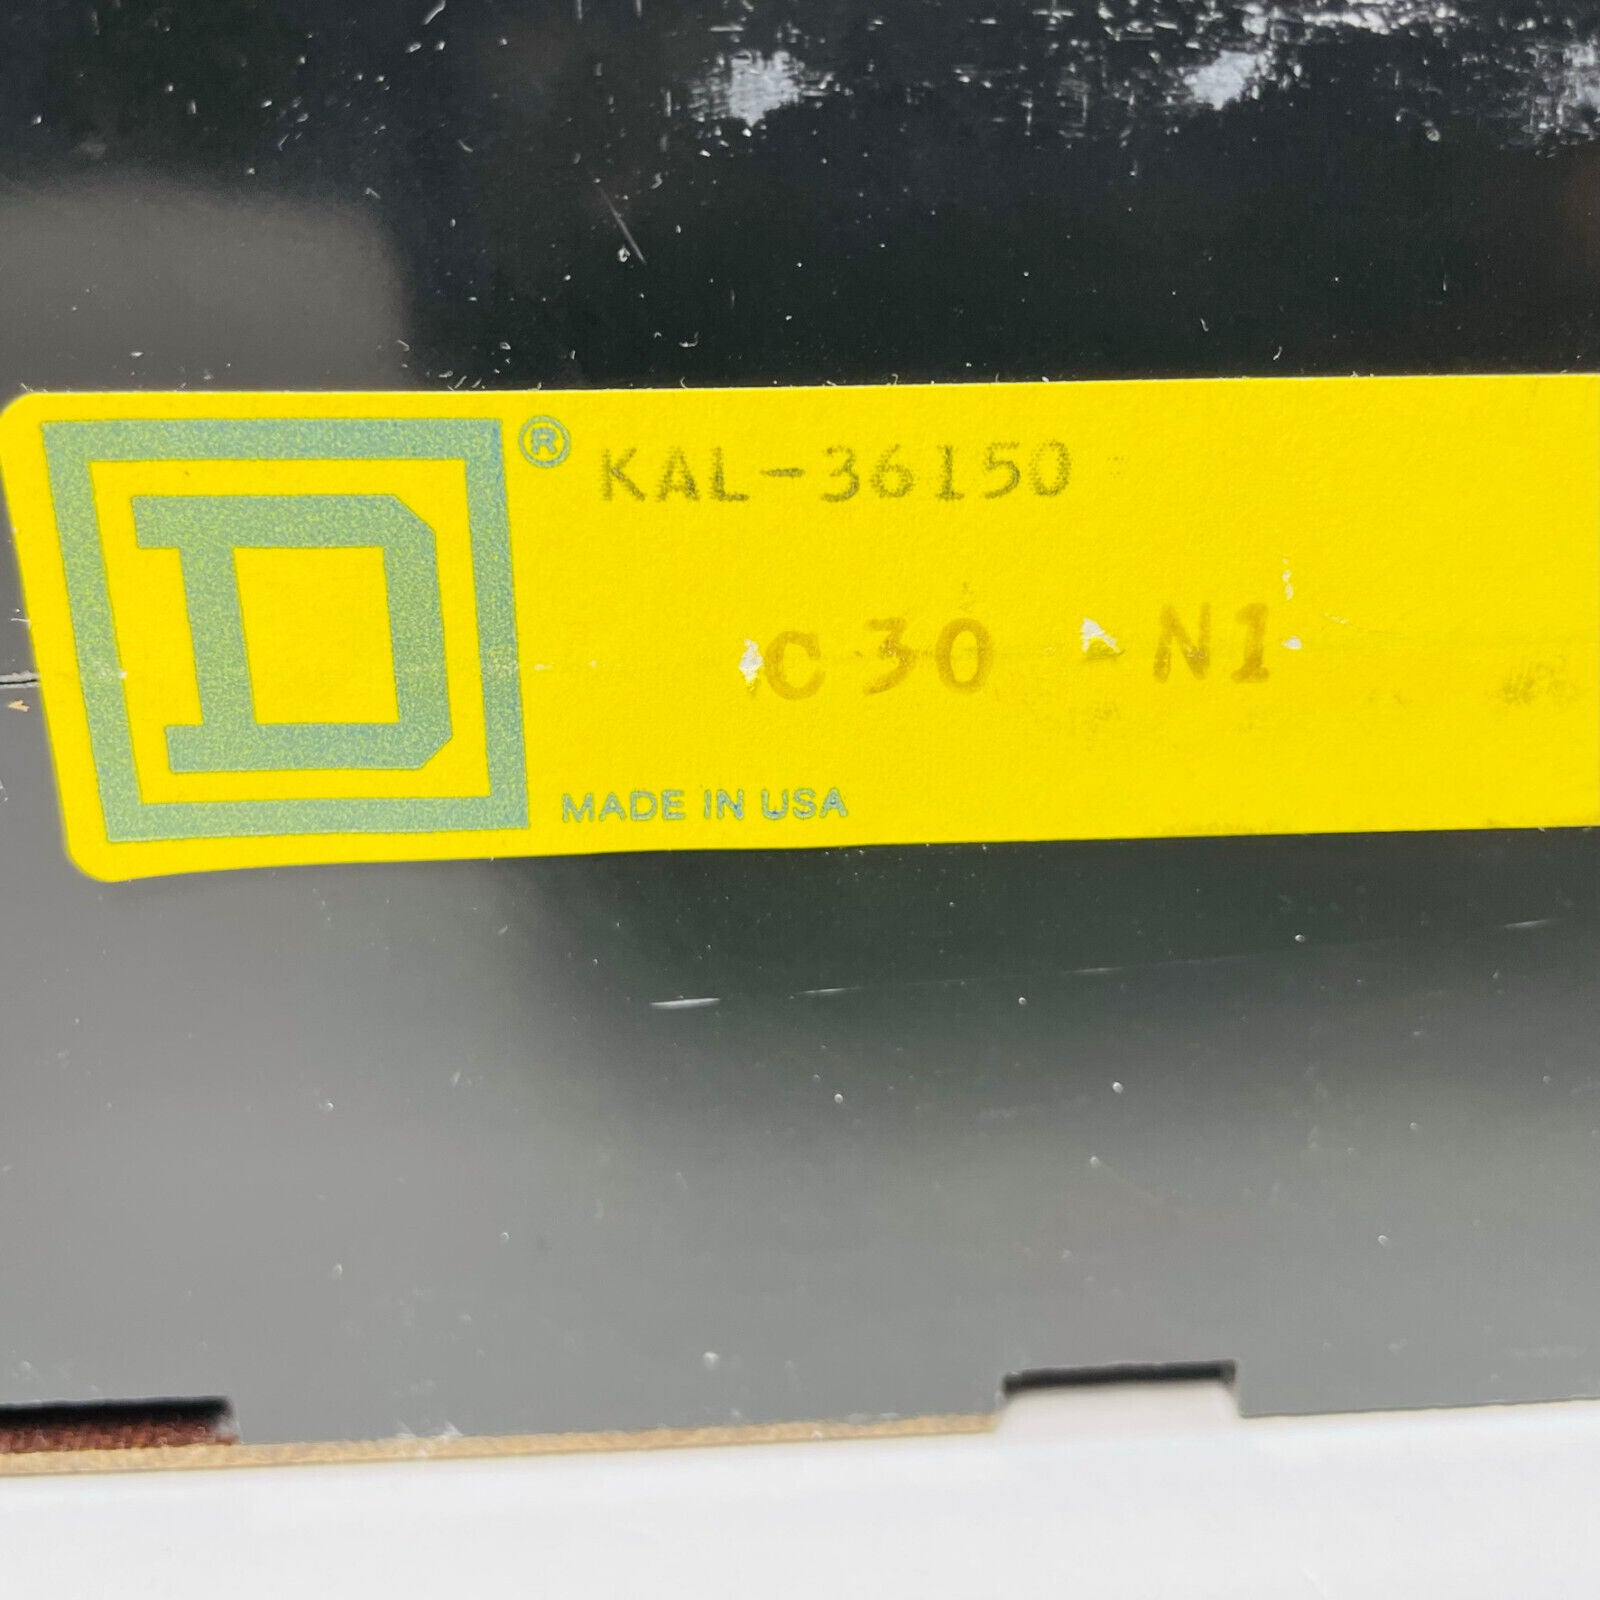 D® KAL-36150
C30 - N1
MADE IN USA